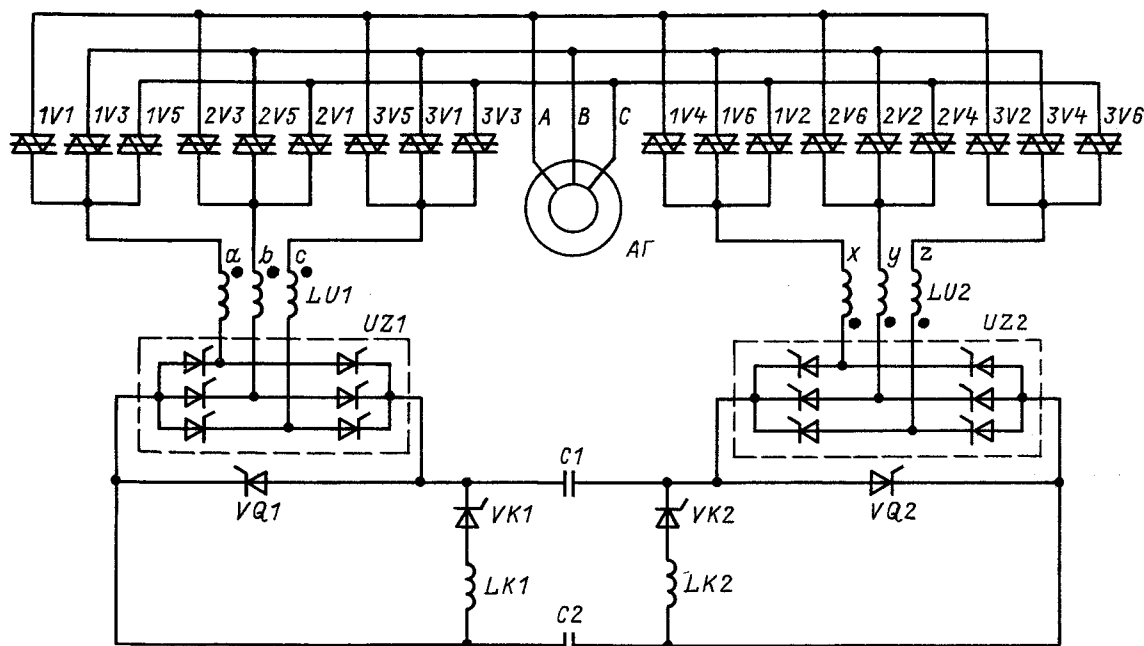 1V1 1V3 1V5 2V3 2V5 2V1 3V5 3V1 3V3 A B C 1V4 1V6 1V2 2V6 2V2 2V4 3V2 3V4 3V6
АГ
a b c x y z
LU1 LU2
UZ1 UZ2
C1
VQ1 VK1 VK2 VQ2
LK1 LK2
C2